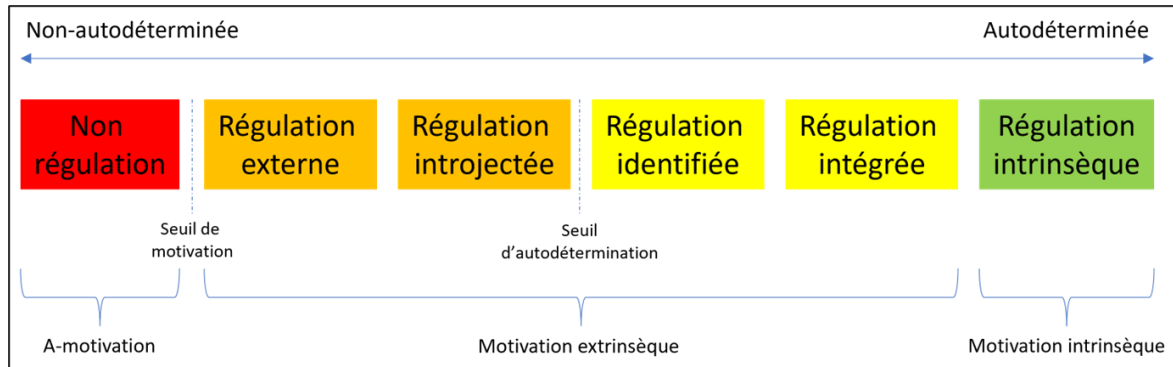 Non-autodéterminée
Autodéterminée
Non
régulation
Régulation
externe
Régulation
introjectée
Régulation
identifiée
Régulation
intégrée
Régulation
intrinsèque
Seuil de
motivation
Seuil
d'autodétermination
A-motivation
Motivation extrinsèque
Motivation intrinsèque